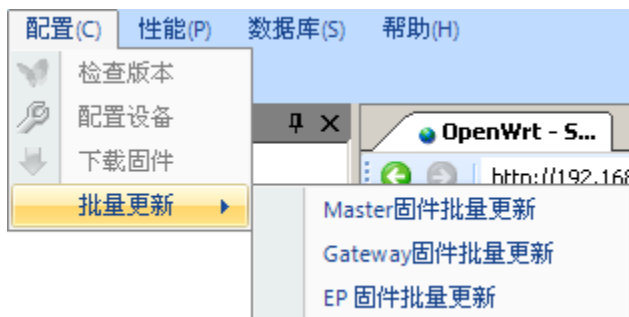 配置(C) 性能(P) 数据库(S) 帮助(H)
检查版本
配置设备
OpenWrt - S...
下载固件
http://192.168
批量更新
Master固件批量更新
Gateway固件批量更新
EP 固件批量更新